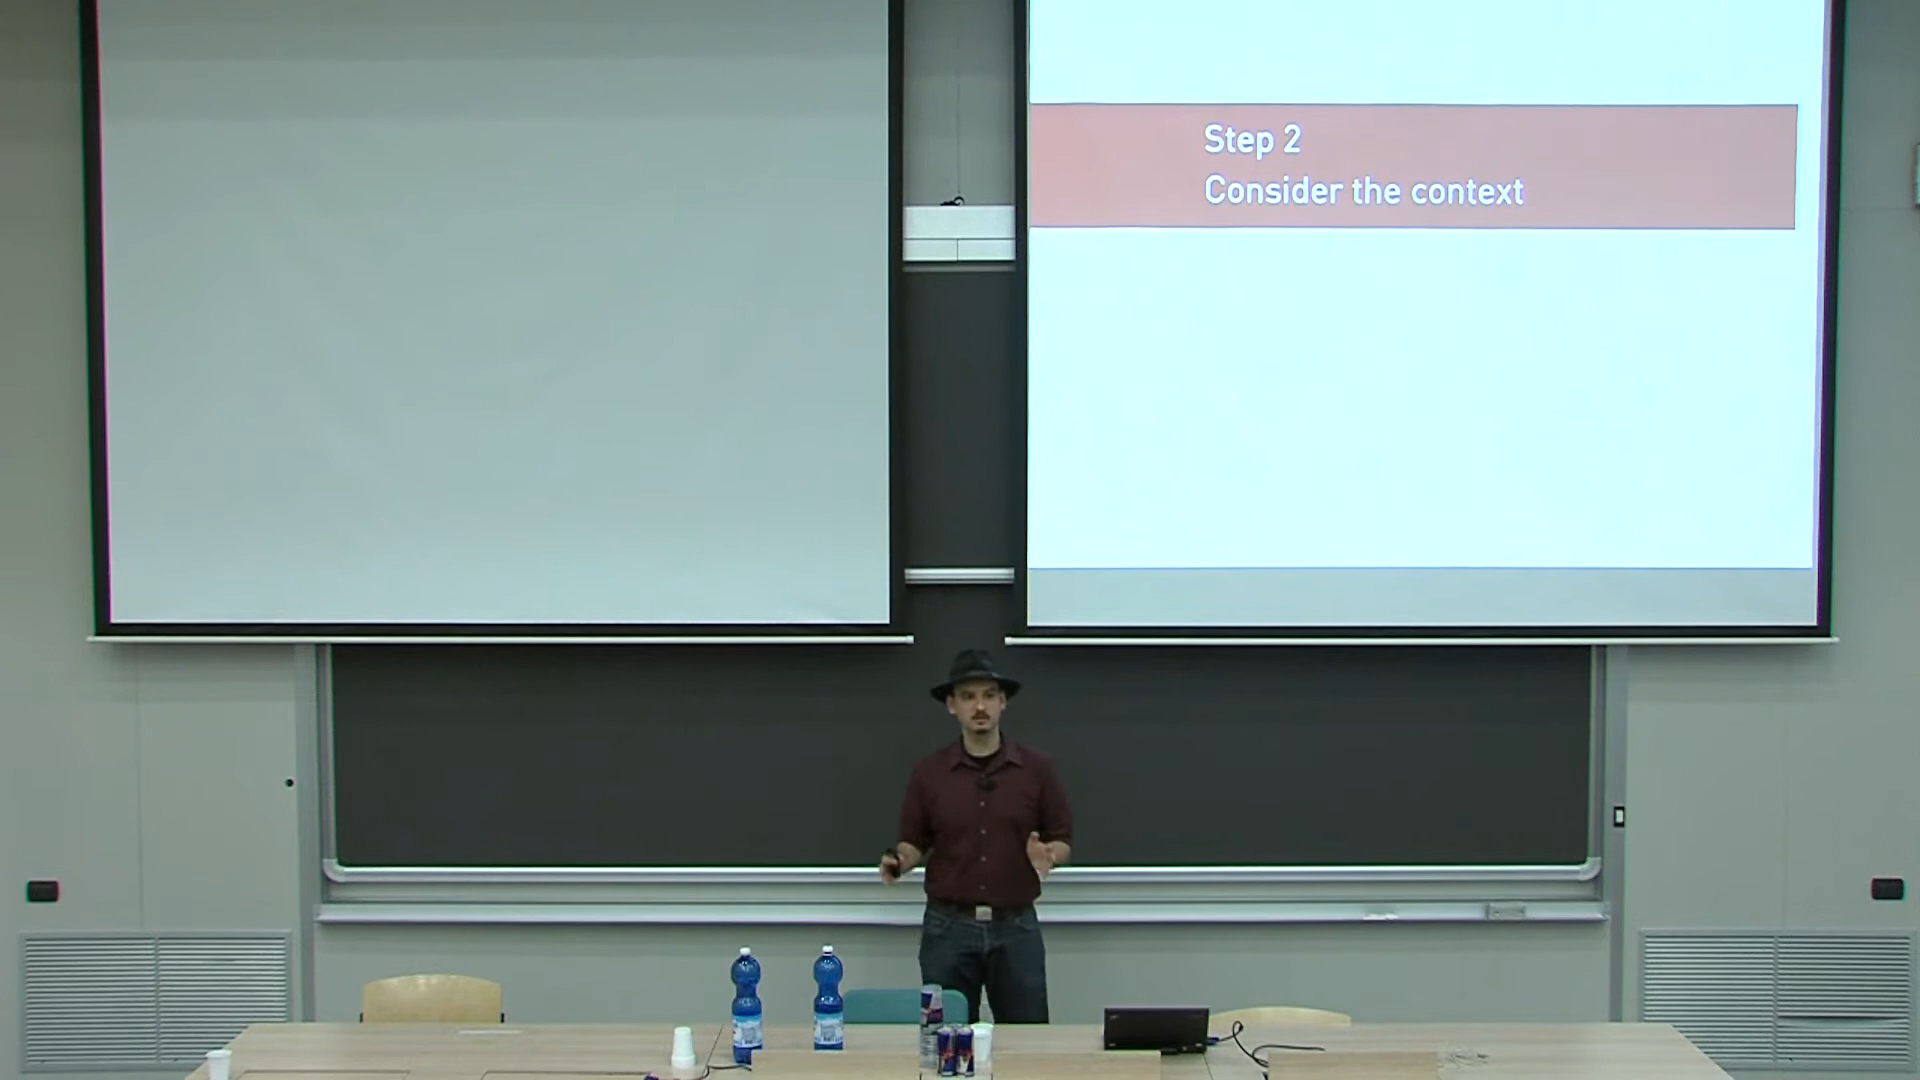 Step 2
Consider the context